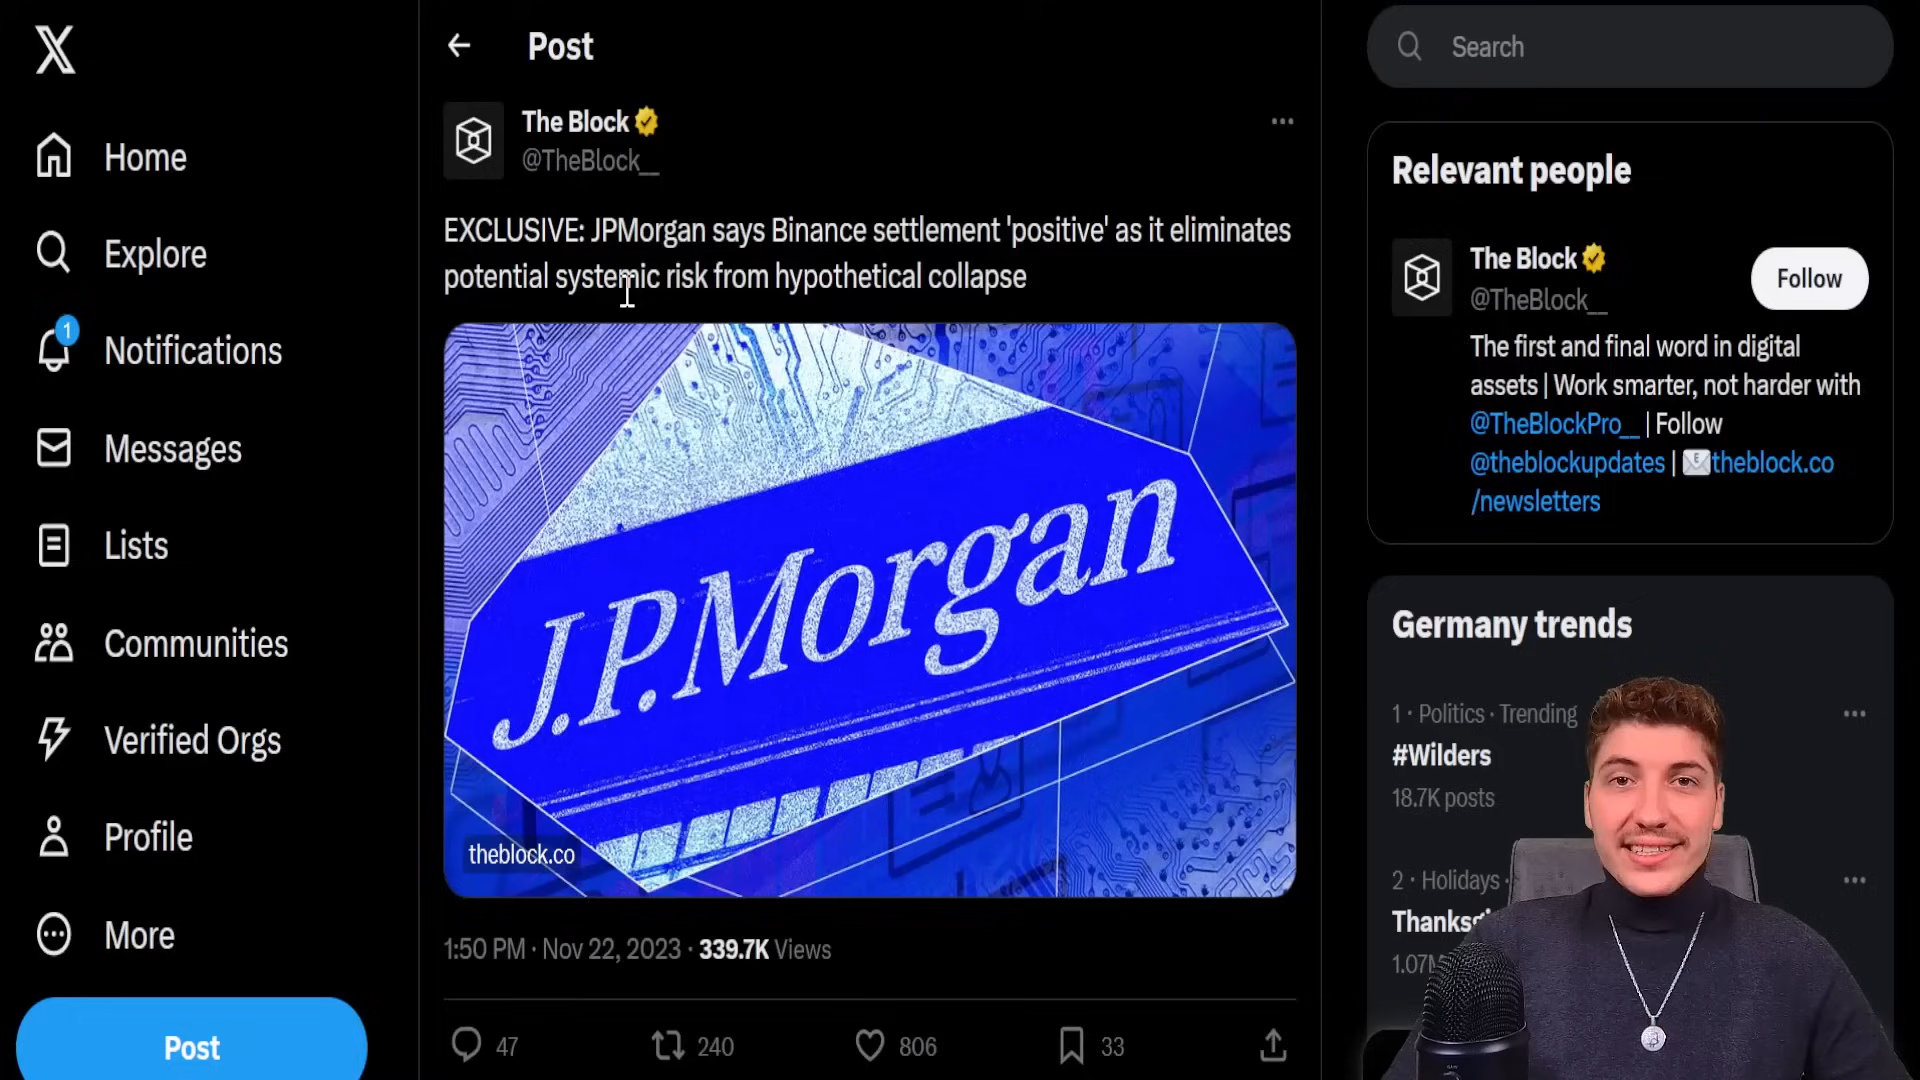 Home
Explore
1
Notifications
Messages
Lists
Communities
Verified Orgs
Profile
More
Post
Post
The Block
@TheBlock__
EXCLUSIVE: JPMorgan says Binance settlement 'positive' as it eliminates
potential systemic risk from hypothetical collapse
J.P.Morgan
theblock.co
1:50 PM · Nov 22, 2023 · 339.7K Views
47 240 806 33
Search
Relevant people
The Block
@TheBlock__
Follow
The first and final word in digital
assets | Work smarter, not harder with
@TheBlockPro__ | Follow
@theblockupdates | theblock.co
/newsletters
Germany trends
1 · Politics · Trending
#Wilders
18.7K posts
2 · Holidays ·